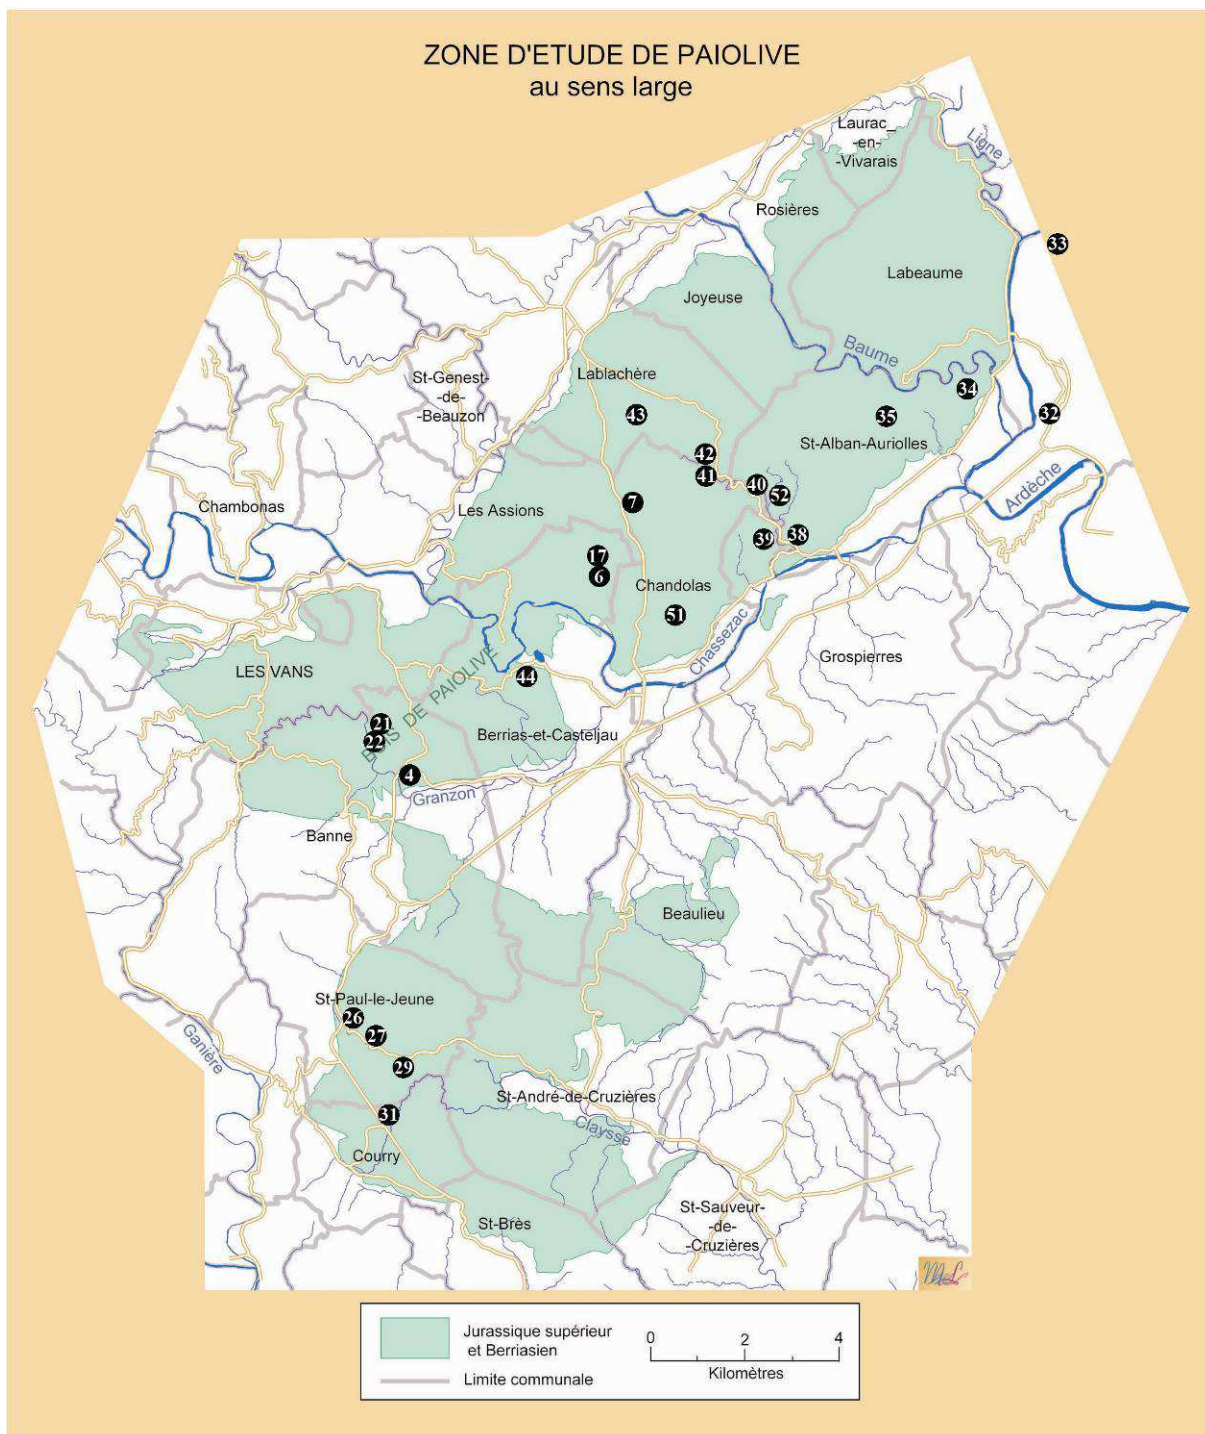 ZONE D'ETUDE DE PAIOLIVE
au sens large
Laurac_
-en-
-Vivarais
Ligne
Rosières
33
Labeaume
Joyeuse
Baume
Lablachère
St-Genest-
-de-
-Beauzon
34
43
35
32
St-Alban-Auriolles
42
41
40
52
Ardèche
7
Chambonas
Les Assions
39
38
17
6
Chandolas
51
Chassezac
Grospierres
LES VANS
BOIS DE PAIOLIVE
44
21
22
Berrias-et-Casteljau
4
Granzon
Banne
Beaulieu
St-Paul-le-Jeune
26
27
Ganière
29
St-André-de-Cruzières
31
Claysse
Courry
St-Brès
St-Sauveur-
-de-
-Cruzières
Jurassique supérieur
et Berriasien
Limite communale
0 2 4
Kilomètres